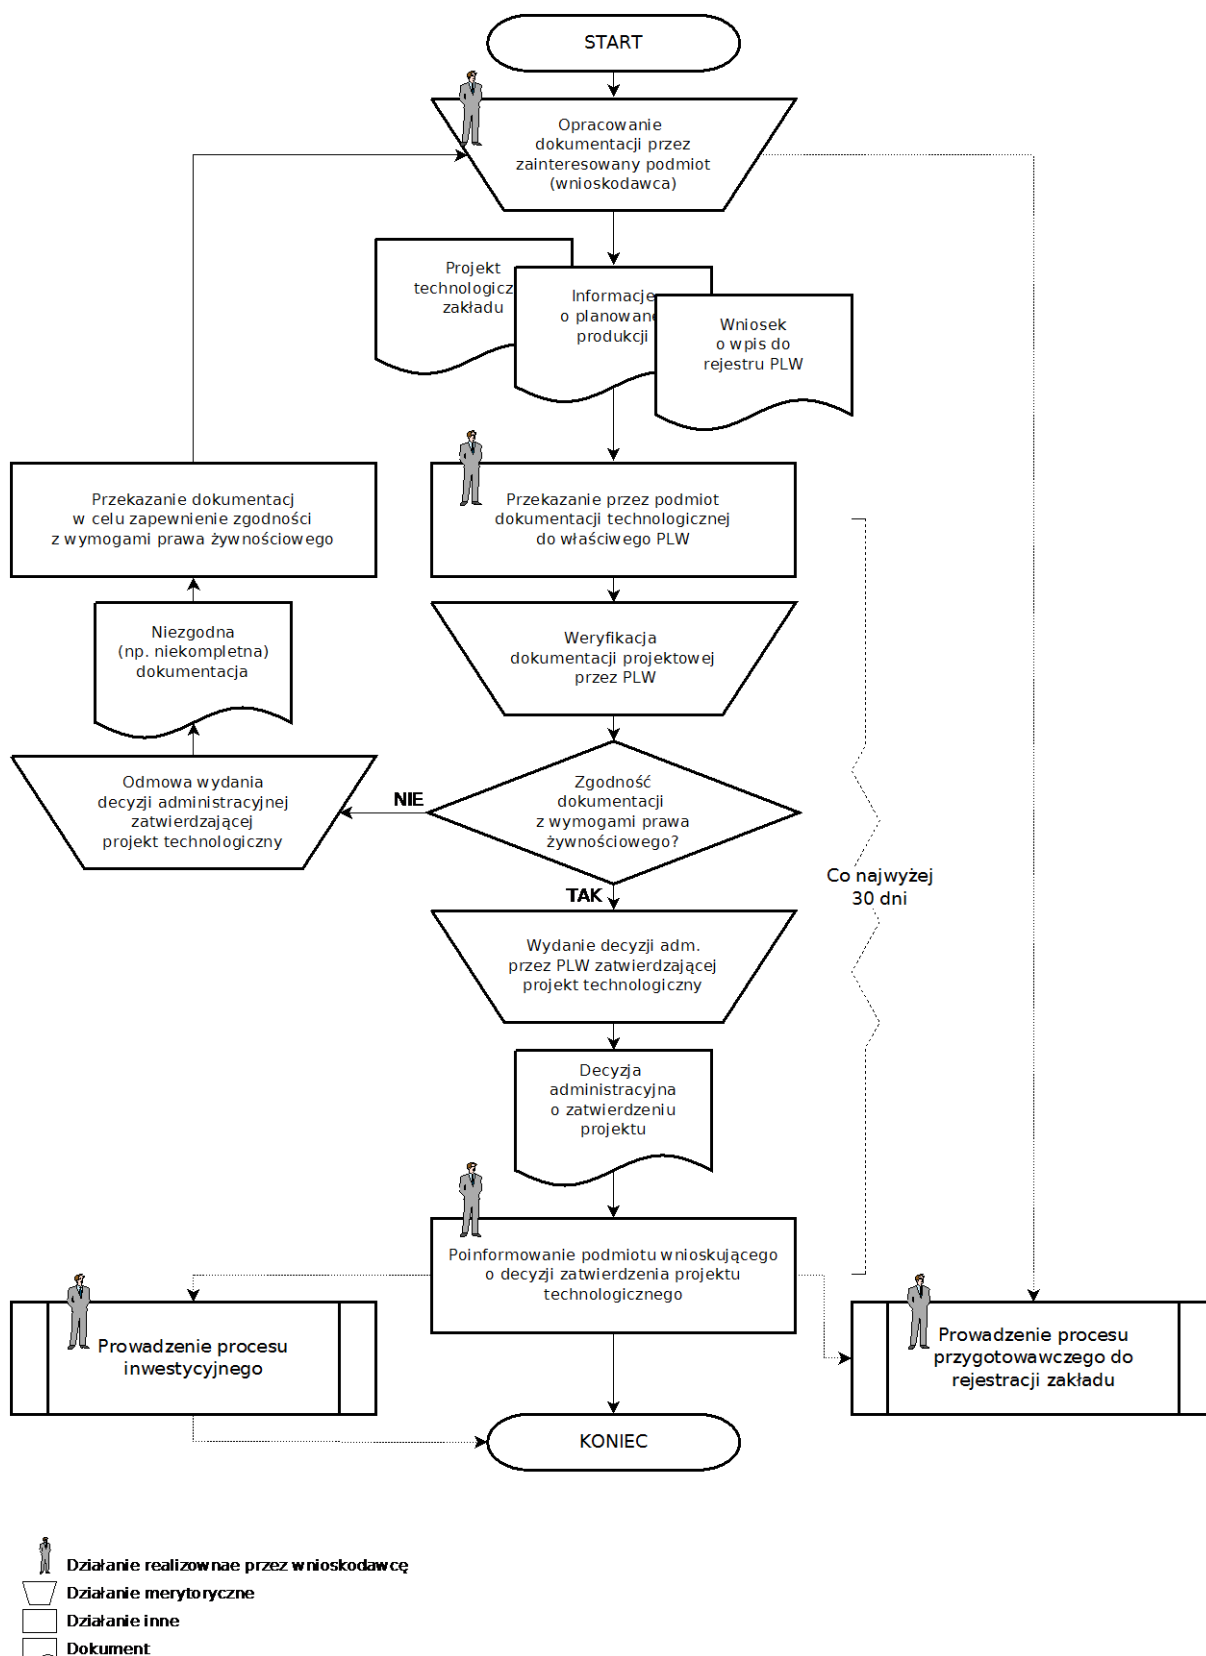 START
Opracowanie
dokumentacji przez
zainteresowany podmiot
(wnioskodawca)
Projekt
technologicz
zakładu
Informacje
o planowane
produkcji
Wniosek
o wpis do
rejestru PLW
Przekazanie dokumentacj
w celu zapewnienie zgodności
z wymogami prawa żywnościowego
Przekazanie przez podmiot
dokumentacji technologicznej
do właściwego PLW
Niezgodna
(np. niekompletna)
dokumentacja
Weryfikacja
dokumentacji projektowej
przez PLW
Odmowa wydania
decyzji administracyjnej
zatwierdzającej
projekt technologiczny
NIE
Zgodność
dokumentacji
z wymogami prawa
żywnościowego?
TAK
Co najwyżej
30 dni
Wydanie decyzji adm.
przez PLW zatwierdzającej
projekt technologiczny
Decyzja
administracyjna
o zatwierdzeniu
projektu
Poinformowanie podmiotu wnioskującego
o decyzji zatwierdzenia projektu
technologicznego
Prowadzenie procesu
inwestycyjnego
Prowadzenie procesu
przygotowawczego do
rejestracji zakładu
KONIEC
Działanie realizownae przez wnioskodawcę
Działanie merytoryczne
Działanie inne
Dokument